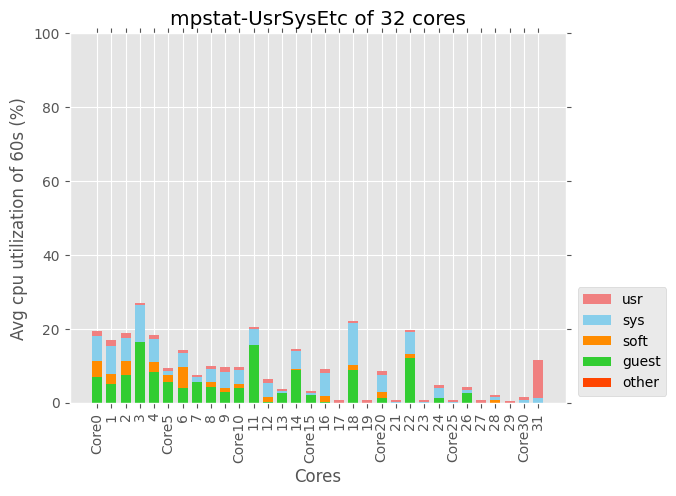 mpstat-UsrSysEtc of 32 cores
Avg cpu utilization of 60s (%)
100
80
60
40
20
0
Core0
1
2
3
4
Core5
6
7
8
9
Core10
11
12
13
14
Core15
16
17
18
19
Core20
21
22
23
24
Core25
26
27
28
29
Core30
31
Cores
usr
sys
soft
guest
other